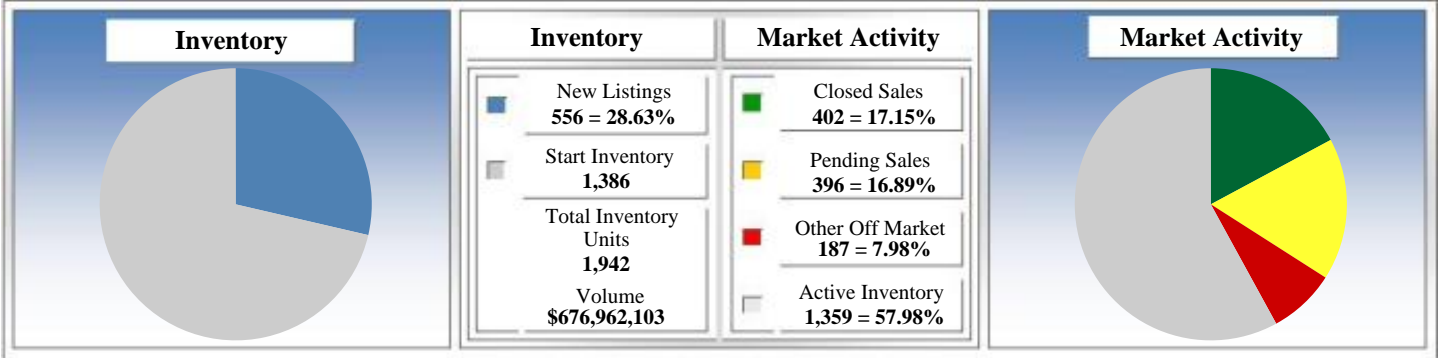 Inventory
Inventory
New Listings
556 = 28.63%
Start Inventory
1,386
Total Inventory
Units
1,942
Volume
$676,962,103
Market Activity
Closed Sales
402 = 17.15%
Pending Sales
396 = 16.89%
Other Off Market
187 = 7.98%
Active Inventory
1,359 = 57.98%
Market Activity